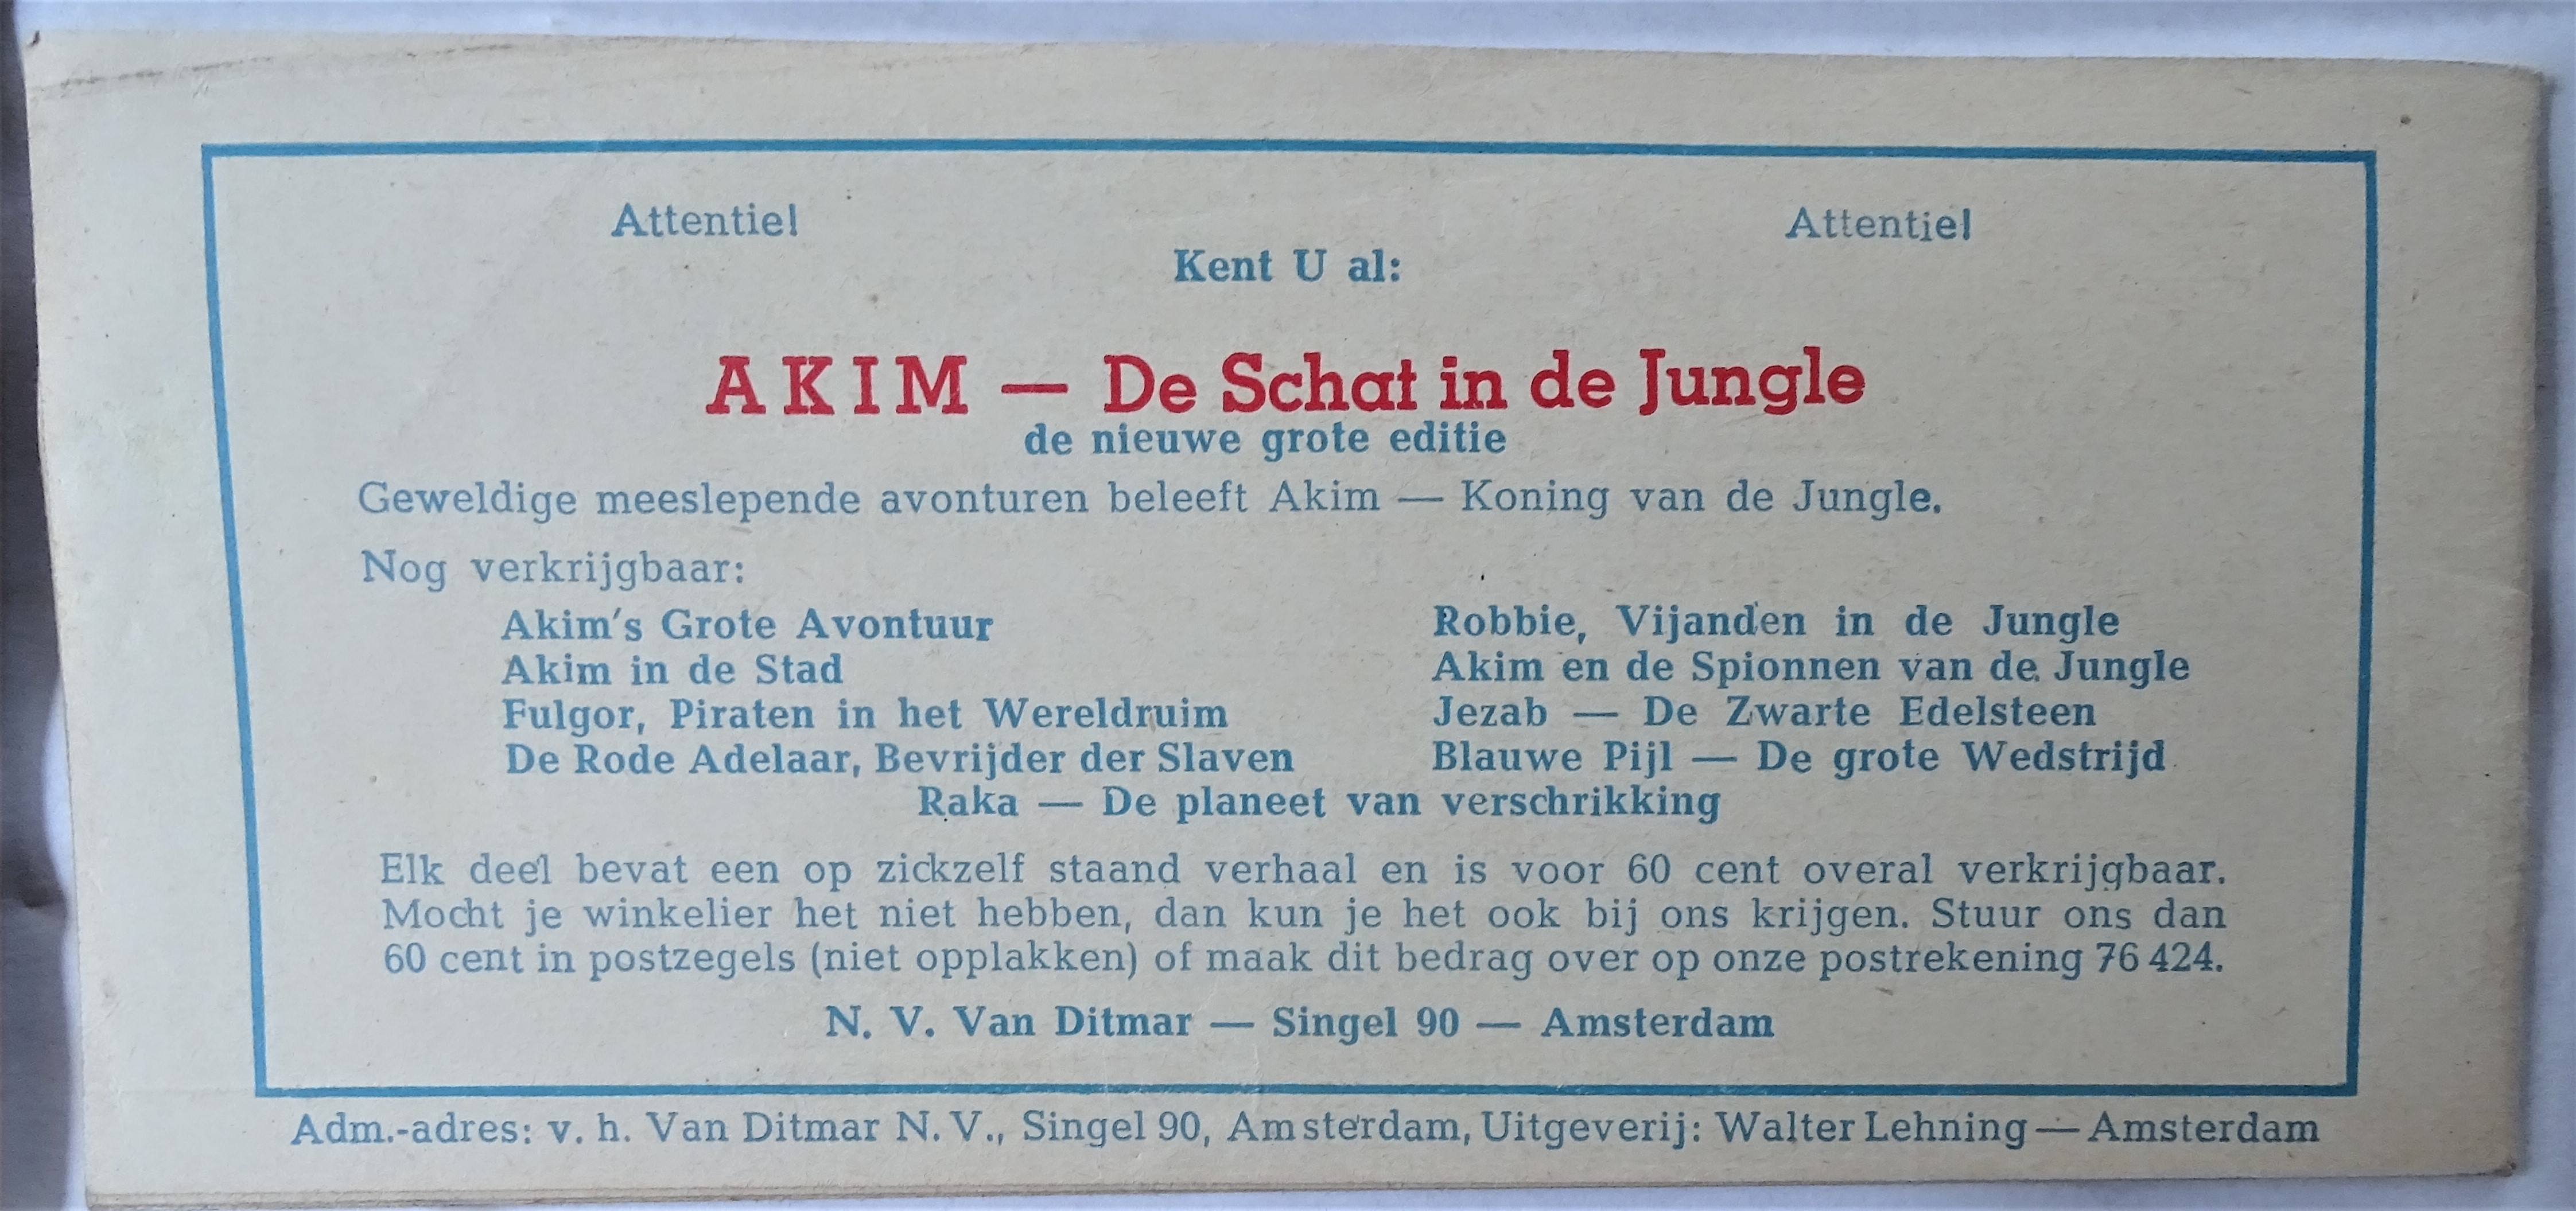 Attentie! Attentie!
Kent U al:
AKIM — De Schat in de Jungle
de nieuwe grote editie
Geweldige meeslepende avonturen beleeft Akim — Koning van de Jungle.
Nog verkrijgbaar:
Akim's Grote Avontuur
Akim in de Stad
Fulgor, Piraten in het Wereldruim
De Rode Adelaar, Bevrijder der Slaven
Robbie, Vijanden in de Jungle
Akim en de Spionnen van de Jungle
Jezab — De Zwarte Edelsteen
Blauwe Pijl — De grote Wedstrijd
Raka — De planeet van verschrikking
Elk deel bevat een op zickzelf staand verhaal en is voor 60 cent overal verkrijgbaar.
Mocht je winkelier het niet hebben, dan kun je het ook bij ons krijgen. Stuur ons dan
60 cent in postzegels (niet opplakken) of maak dit bedrag over op onze postrekening 76 424.
N. V. Van Ditmar — Singel 90 — Amsterdam
Adm.-adres: v. h. Van Ditmar N. V., Singel 90, Amsterdam, Uitgeverij: Walter Lehning — Amsterdam